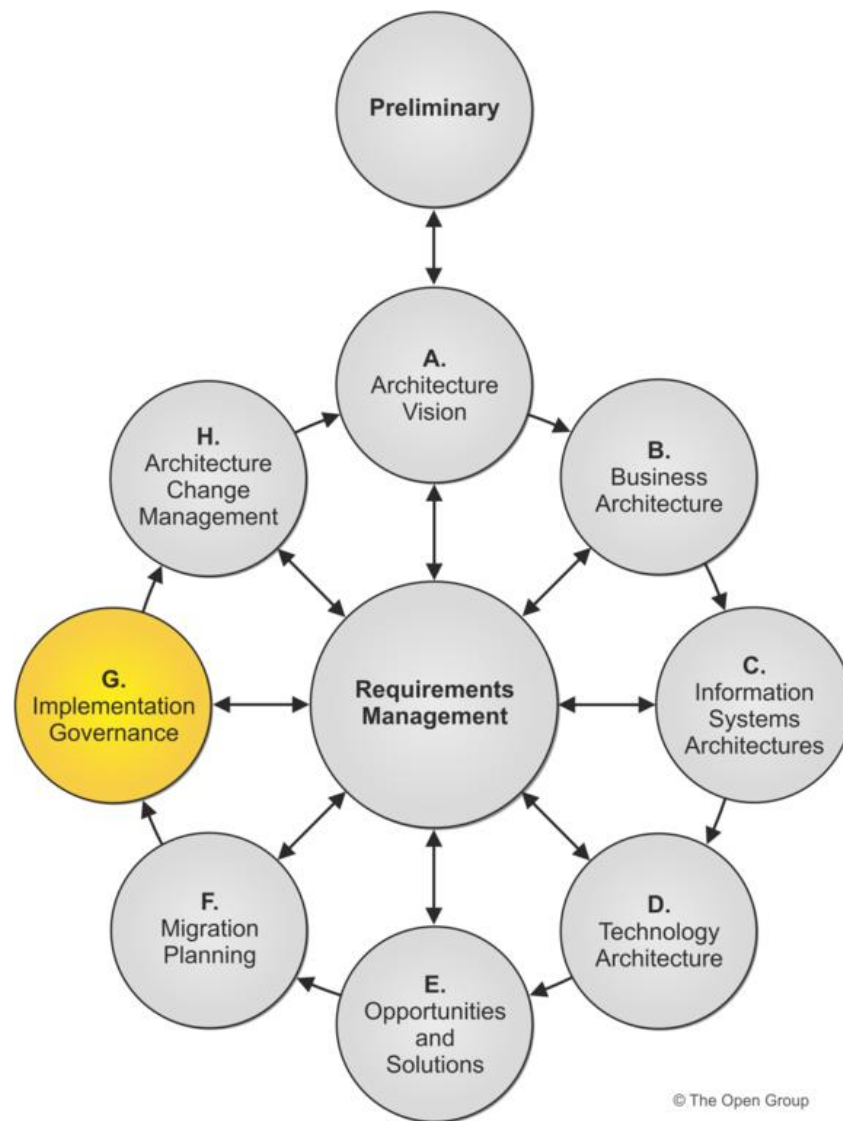 Preliminary
A.
Architecture
Vision
H.
Architecture
Change
Management
B.
Business
Architecture
G.
Implementation
Governance
Requirements
Management
C.
Information
Systems
Architectures
F.
Migration
Planning
D.
Technology
Architecture
E.
Opportunities
and
Solutions
© The Open Group